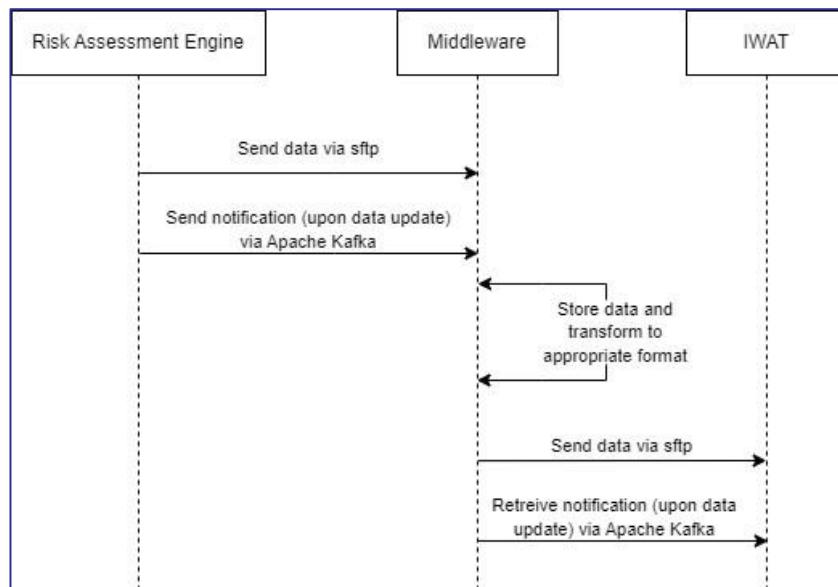 Risk Assessment Engine
Middleware
IWAT
Send data via sftp
Send notification (upon data update)
via Apache Kafka
Store data and
transform to
appropriate format
Send data via sftp
Retreive notification (upon data
update) via Apache Kafka